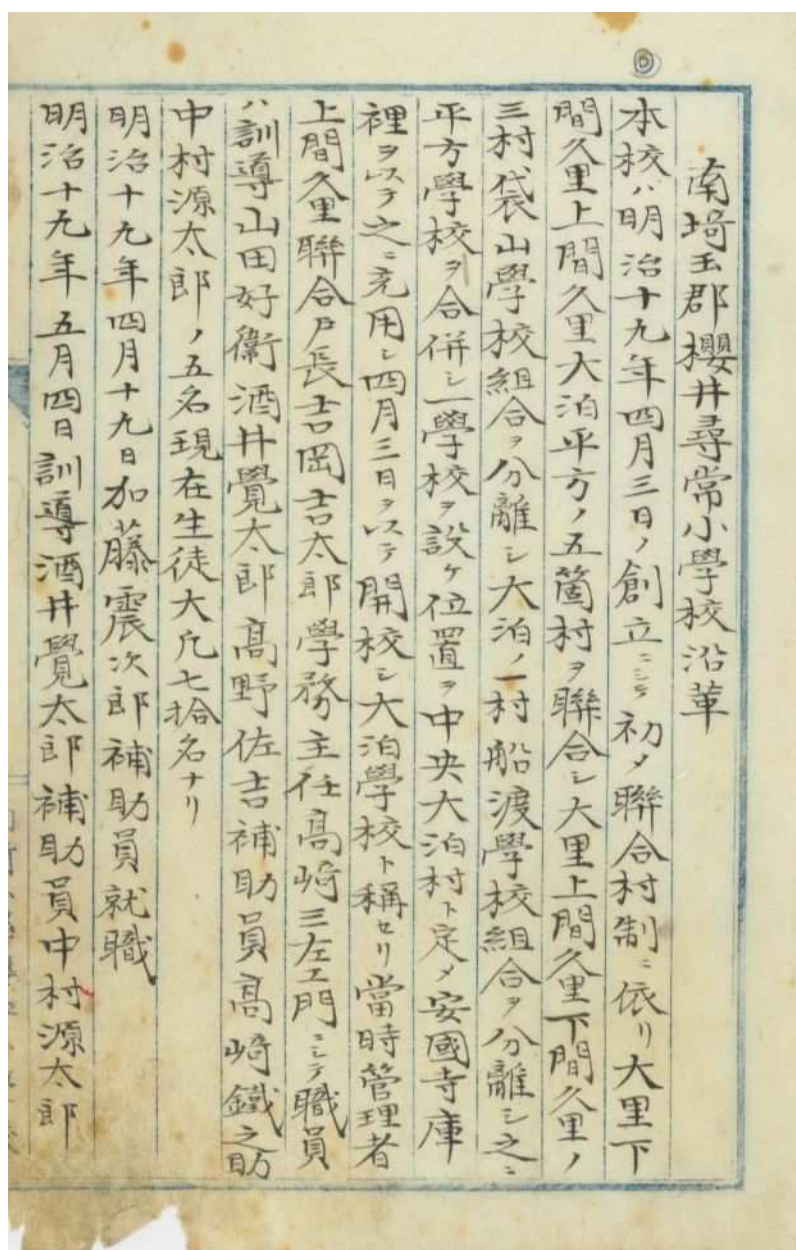 南埼玉郡櫻井尋常小學校沿革
本校ハ明治十九年四月三日ノ創立ニシテ初メ聯合村制ニ依リ大里下
間久里上間久里大泊平方ノ五箇村ヲ聯合シ大里上間久里下間久里ノ
三村袋山學校組合ヲ分離シ大泊ノ一村船渡學校組合ヲ分離シ之ニ
平方學校ヲ合併シ一學校ヲ設ケ位置ヲ中央大泊村ト定メ安國寺庫
裡ヲ以テ之ニ充用シ四月三日ヲ以テ開校シ大泊學校ト稱セリ當時管理者
上間久里聯合戸長吉岡吉太郎學務主任高崎三左エ門ニシテ職員
ハ訓導山田好衞酒井覺太郎高野佐吉補助員高崎鐵之助
中村源太郎ノ五名現在生徒大凡七拾名ナリ
明治十九年四月十九日加藤震次郎補助員就職
明治十九年五月四日訓導酒井覺太郎補助員中村源太郎